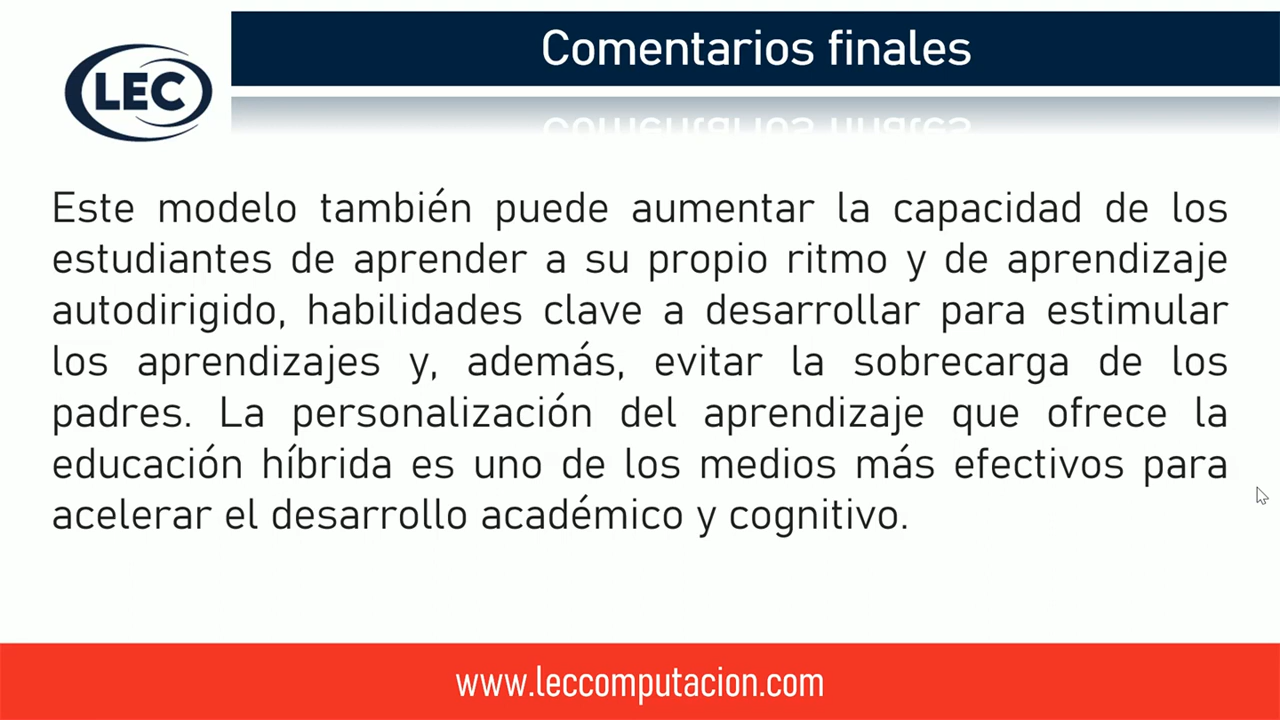 Comentarios finales
LEC
Este modelo también puede aumentar la capacidad de los
estudiantes de aprender a su propio ritmo y de aprendizaje
autodirigido, habilidades clave a desarrollar para estimular
los aprendizajes y, además, evitar la sobrecarga de los
padres. La personalización del aprendizaje que ofrece la
educación híbrida es uno de los medios más efectivos para
acelerar el desarrollo académico y cognitivo.
www.leccomputacion.com